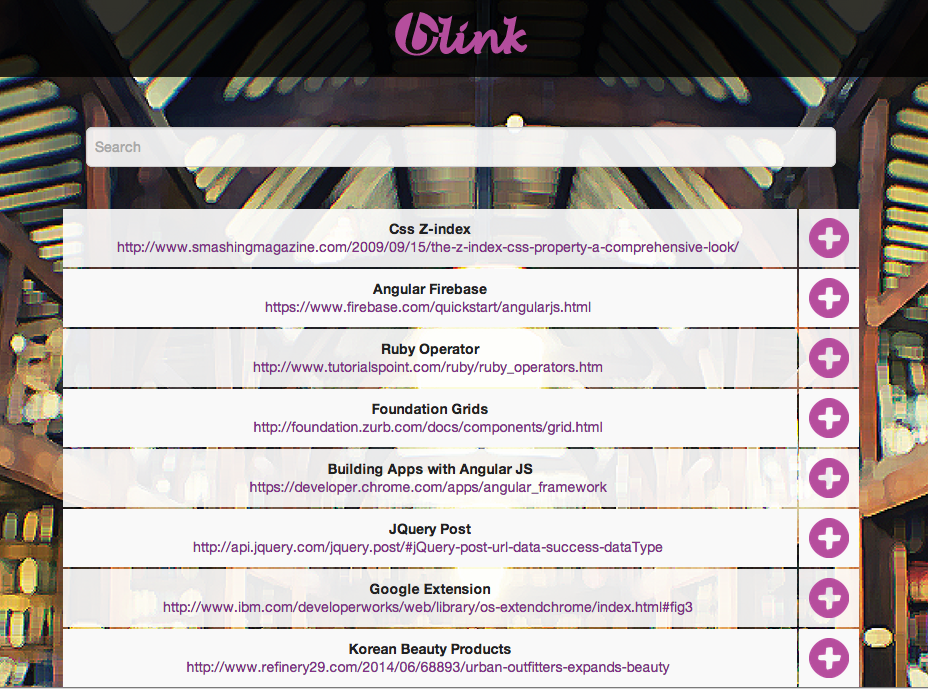 blink
Search
Css Z-index
http://www.smashingmagazine.com/2009/09/15/the-z-index-css-property-a-comprehensive-look/
Angular Firebase
https://www.firebase.com/quickstart/angularjs.html
Ruby Operator
http://www.tutorialspoint.com/ruby/ruby_operators.htm
Foundation Grids
http://foundation.zurb.com/docs/components/grid.html
Building Apps with Angular JS
https://developer.chrome.com/apps/angular_framework
JQuery Post
http://api.jquery.com/jquery.post/#jQuery-post-url-data-success-dataType
Google Extension
http://www.ibm.com/developerworks/web/library/os-extendchrome/index.html#fig3
Korean Beauty Products
http://www.refinery29.com/2014/06/68893/urban-outfitters-expands-beauty